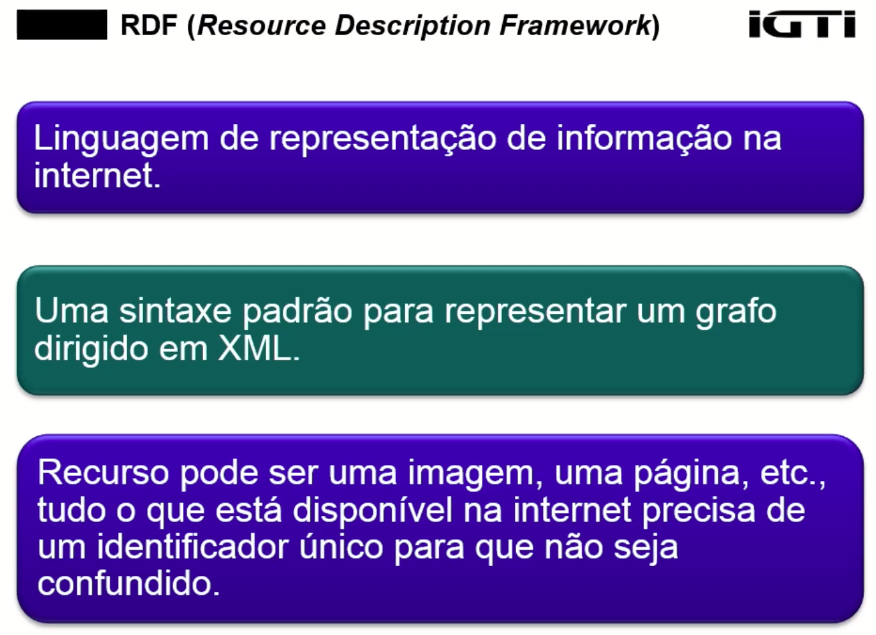 RDF (Resource Description Framework)
iGTi
Linguagem de representação de informação na
internet.
Uma sintaxe padrão para representar um grafo
dirigido em XML.
Recurso pode ser uma imagem, uma página, etc.,
tudo o que está disponível na internet precisa de
um identificador único para que não seja
confundido.